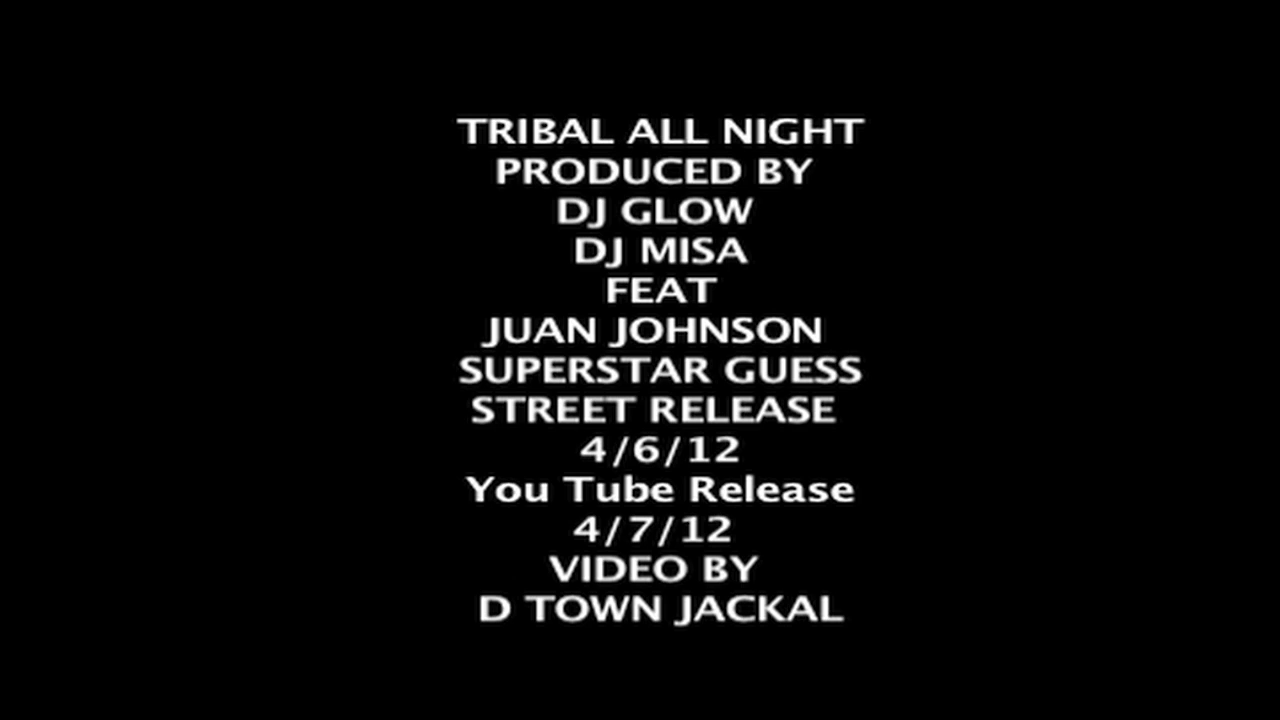 TRIBAL ALL NIGHT
PRODUCED BY
DJ GLOW
DJ MISA
FEAT
JUAN JOHNSON
SUPERSTAR GUESS
STREET RELEASE
4/6/12
You Tube Release
4/7/12
VIDEO BY
D TOWN JACKAL